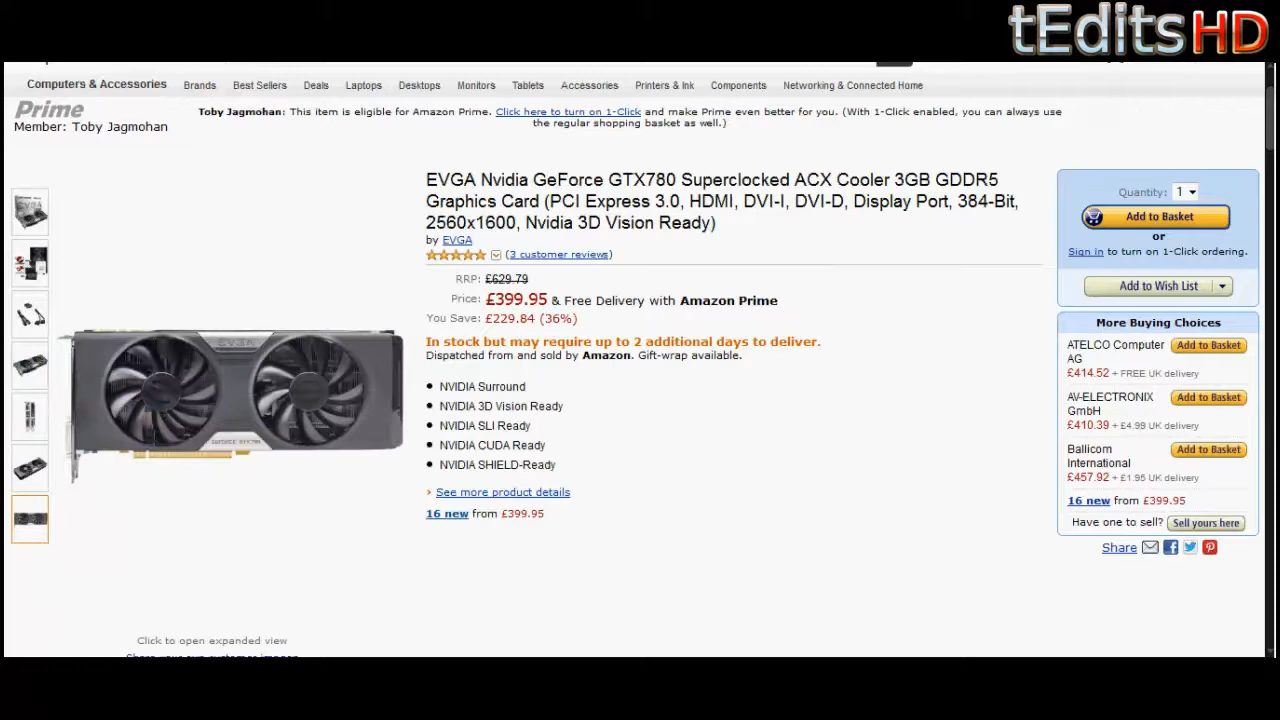 tEditsHD
Computers & Accessories Brands Best Sellers Deals Laptops Desktops Monitors Tablets Accessories Printers & Ink Components Networking & Connected Home
Prime
Member: Toby Jagmohan
Toby Jagmohan: This item is eligible for Amazon Prime. Click here to turn on 1-Click and make Prime even better for you. (With 1-Click enabled, you can always use
the regular shopping basket as well.)
EVGA Nvidia GeForce GTX780 Superclocked ACX Cooler 3GB GDDR5
Graphics Card (PCI Express 3.0, HDMI, DVI-I, DVI-D, Display Port, 384-Bit,
2560x1600, Nvidia 3D Vision Ready)
by EVGA
(3 customer reviews)
RRP: £629.79
Price: £399.95 & Free Delivery with Amazon Prime
You Save: £229.84 (36%)
In stock but may require up to 2 additional days to deliver.
Dispatched from and sold by Amazon. Gift-wrap available.
NVIDIA Surround
NVIDIA 3D Vision Ready
NVIDIA SLI Ready
NVIDIA CUDA Ready
NVIDIA SHIELD-Ready
See more product details
16 new from £399.95
EVGA
Click to open expanded view
Share your own customer images
Quantity: 1
Add to Basket
or
Sign in to turn on 1-Click ordering.
Add to Wish List
More Buying Choices
ATELCO Computer
AG
Add to Basket
£414.52 + FREE UK delivery
AV-ELECTRONIX
GmbH
Add to Basket
£410.39 + £4.99 UK delivery
Ballicom
International
Add to Basket
£457.92 + £1.95 UK delivery
16 new from £399.95
Have one to sell? Sell yours here
Share